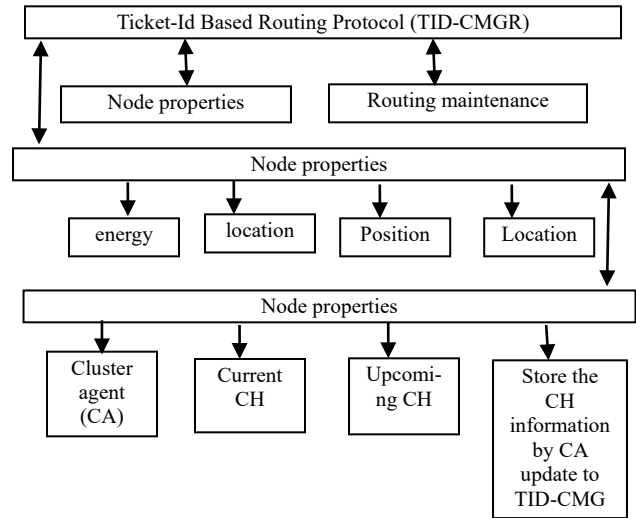 Ticket-Id Based Routing Protocol (TID-CMGR)
Node properties
Routing maintenance
Node properties
energy
location
Position
Location
Node properties
Cluster
agent
(CA)
Current
CH
Upcomi-
ng CH
Store the
CH
information
by CA
update to
TID-CMG